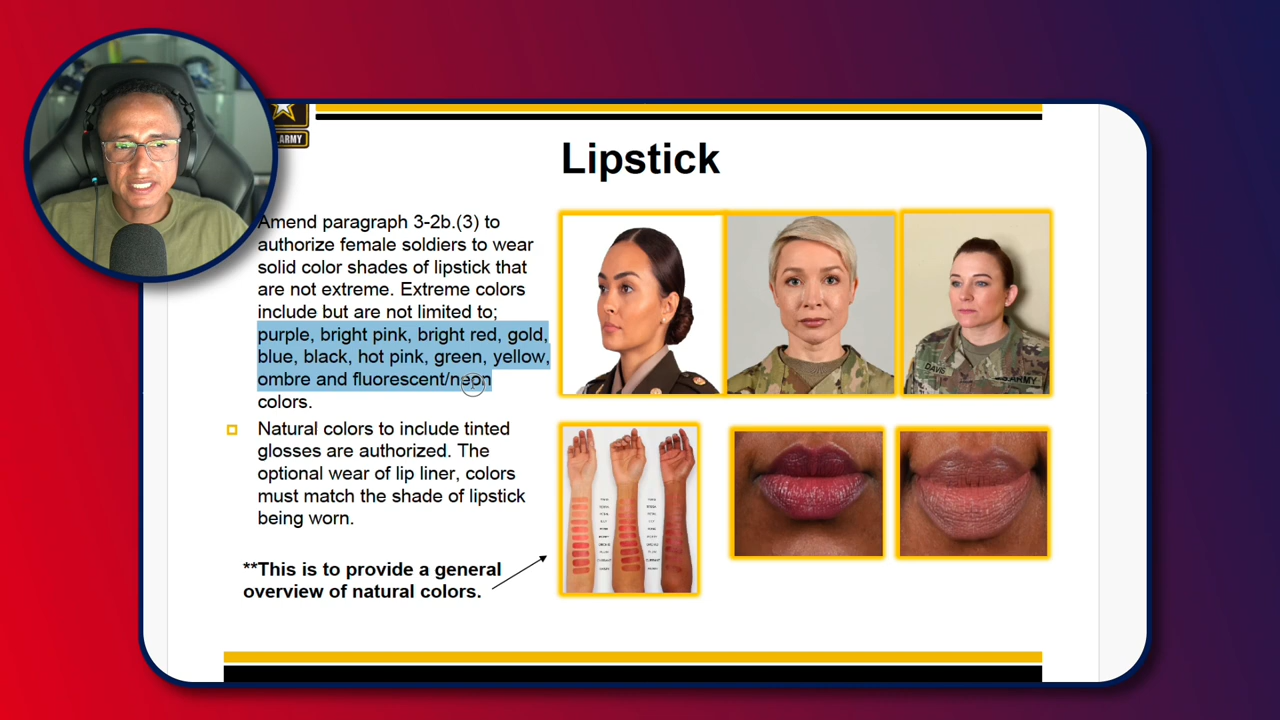 ARMY
Lipstick
Amend paragraph 3-2b.(3) to
authorize female soldiers to wear
solid color shades of lipstick that
are not extreme. Extreme colors
include but are not limited to;
purple, bright pink, bright red, gold,
blue, black, hot pink, green, yellow,
ombre and fluorescent/neon
colors.
Natural colors to include tinted
glosses are authorized. The
optional wear of lip liner, colors
must match the shade of lipstick
being worn.
**This is to provide a general
overview of natural colors.
DAVIS
ARMY